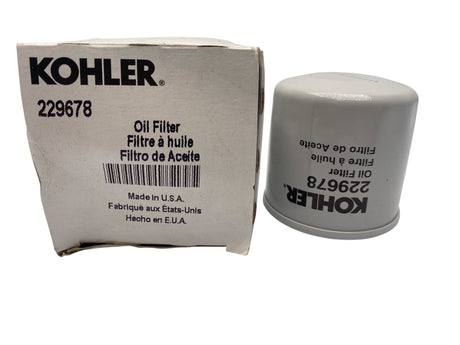 KOHLER®
229678
Oil Filter
Filtre à huile
Filtro de Aceite
Made in U.S.A.
Fabriqué aux États-Unis
Hecho en E.U.A.
KOHLER®
229678
Oil Filter
Filtre à huile
Filtro de Aceite